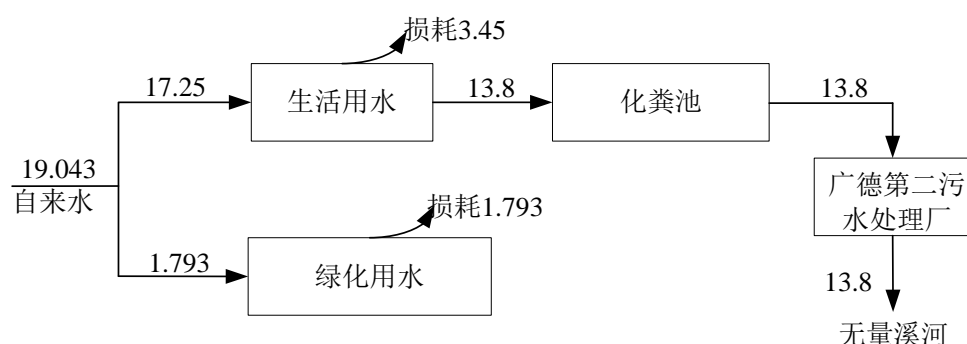 损耗3.45
17.25
生活用水
13.8
化粪池
13.8
19.043
自来水
广德第二污
水处理厂
损耗1.793
1.793
绿化用水
13.8
无量溪河